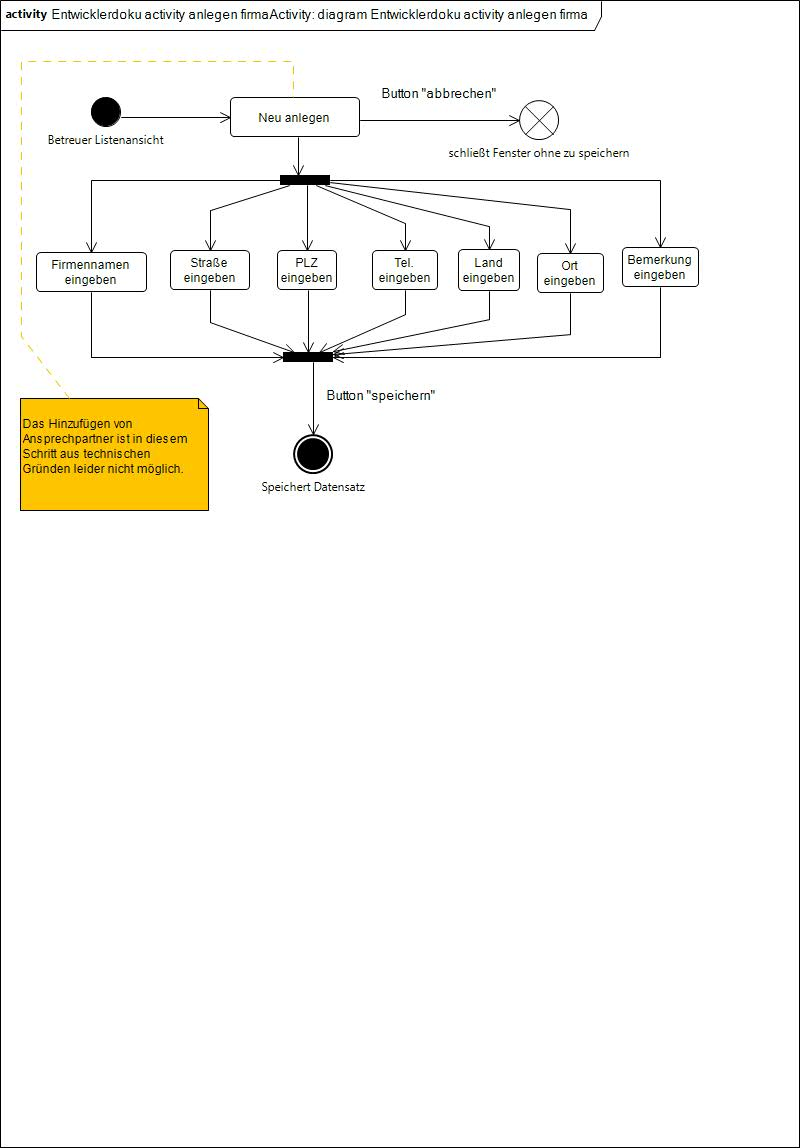 activity Entwicklerdoku activity anlegen firmaActivity: diagram Entwicklerdoku activity anlegen firma
Button "abbrechen"
Neu anlegen
Betreuer Listenansicht
schließt Fenster ohne zu speichern
Firmennamen
eingeben
Straße
eingeben
PLZ
eingeben
Tel.
eingeben
Land
eingeben
Ort
eingeben
Bemerkung
eingeben
Button "speichern"
Das Hinzufügen von
Ansprechpartner ist in diesem
Schritt aus technischen
Gründen leider nicht möglich.
Speichert Datensatz